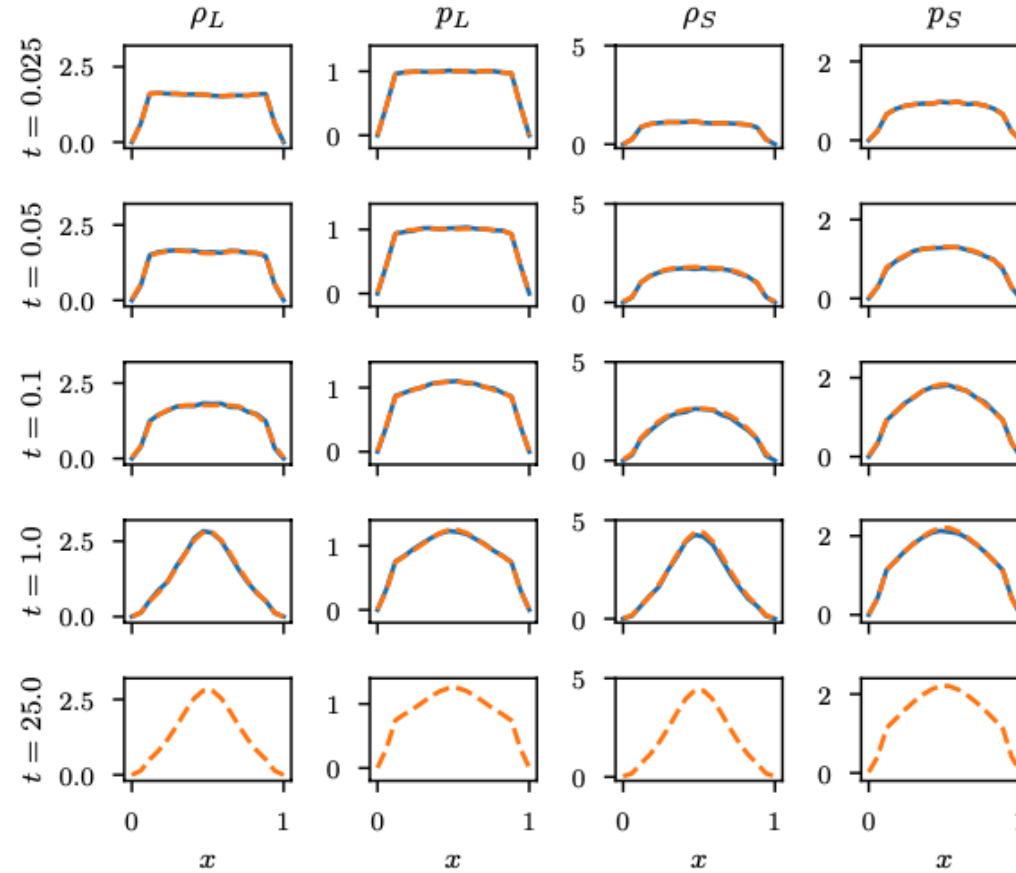 ρ_L p_L ρ_S p_S
t = 0.025 2.5 0.0 1 0 5 0 2 0
t = 0.05 2.5 0.0 1 0 5 0 2 0
t = 0.1 2.5 0.0 1 0 5 0 2 0
t = 1.0 2.5 0.0 1 0 5 0 2 0
t = 25.0 2.5 0.0 1 0 5 0 2 0
0 1 0 1 0 1 0
x x x x